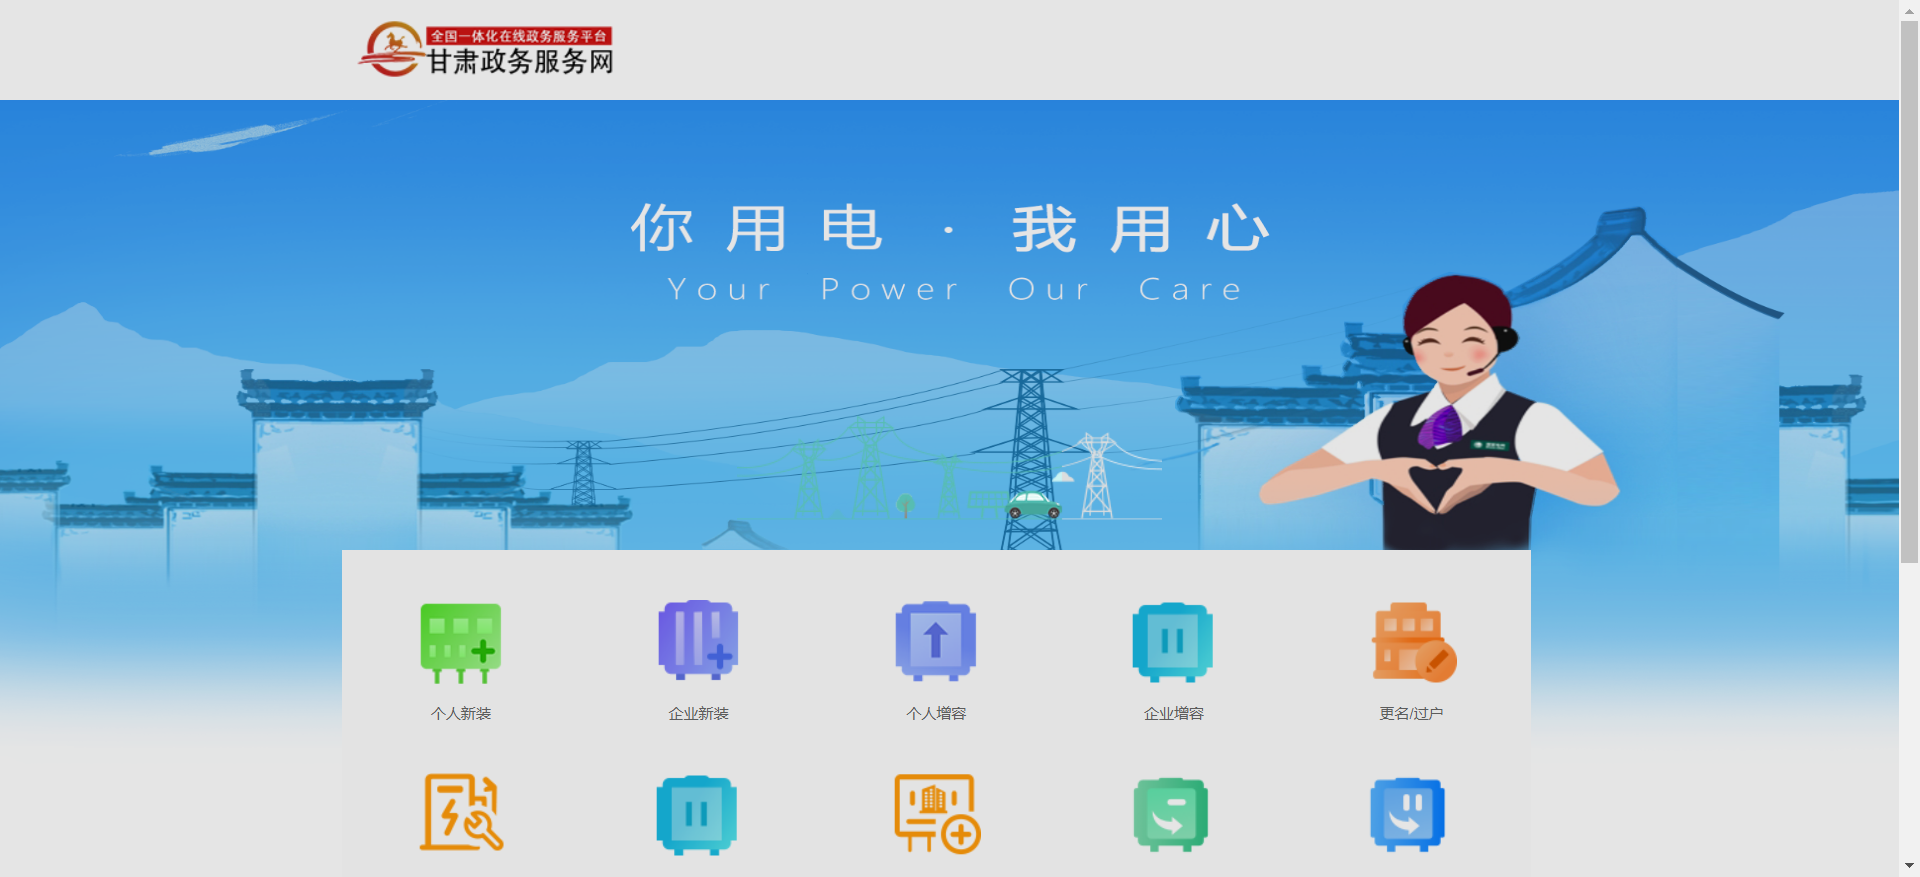 全国一体化在线政务服务平台
甘肃政务服务网
你用电·我用心
Your Power Our Care
个人新装
企业新装
个人增容
企业增容
更名/过户